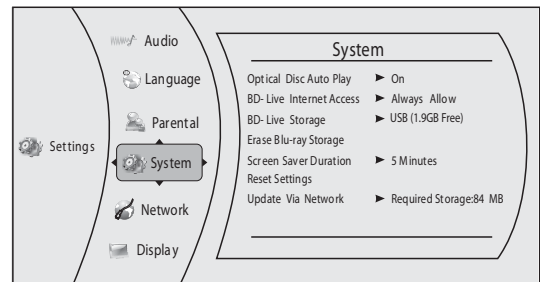 Settings
Audio
Language
Parental
System
Network
Display
System
Optical Disc Auto Play ► On
BD-Live Internet Access ► Always Allow
BD-Live Storage ► USB (1.9GB Free)
Erase Blu-ray Storage
Screen Saver Duration ► 5 Minutes
Reset Settings
Update Via Network ► Required Storage:84 MB